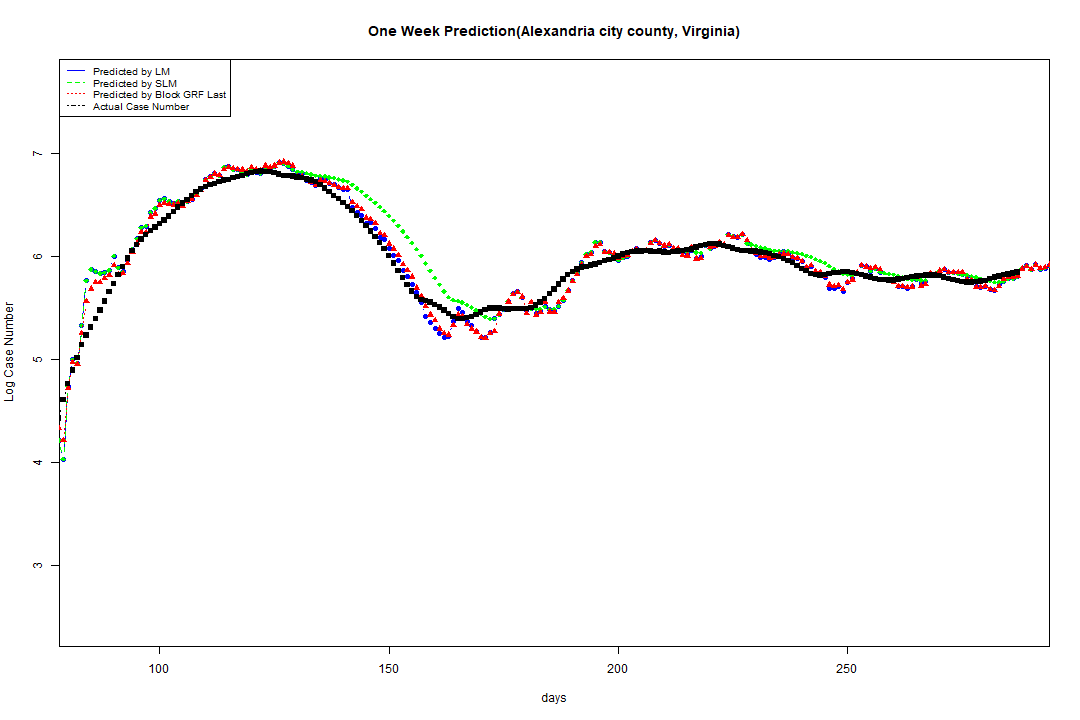 One Week Prediction(Alexandria city county, Virginia)
Predicted by LM
Predicted by SLM
Predicted by Block GRF Last
Actual Case Number
7
6
5
4
3
Log Case Number
100 150 200 250
days